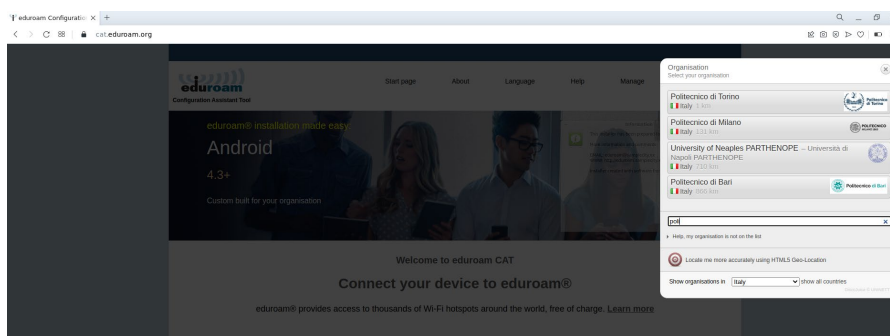 eduroam Configuration
cat.eduroam.org
eduroam
Configuration Assistant Tool
Start page About Language Help Manage
eduroam® installation made easy:
Android
4.3+
Custom built for your organisation
Welcome to eduroam CAT
Connect your device to eduroam®
eduroam® provides access to thousands of Wi-Fi hotspots around the world, free of charge. Learn more
Organisation
Select your organisation
Politecnico di Torino
Italy 1 km
Politecnico di Torino
Politecnico di Milano
Italy 131 km
POLITECNICO
University of Neaples PARTHENOPE – Università di
Napoli PARTHENOPE
Italy 710 km
Politecnico di Bari
Italy
Politecnico di Bari
poli
Help, my organisation is not on the list
Locate me more accurately using HTML5 Geo-Location
Show organisations in Italy show all countries